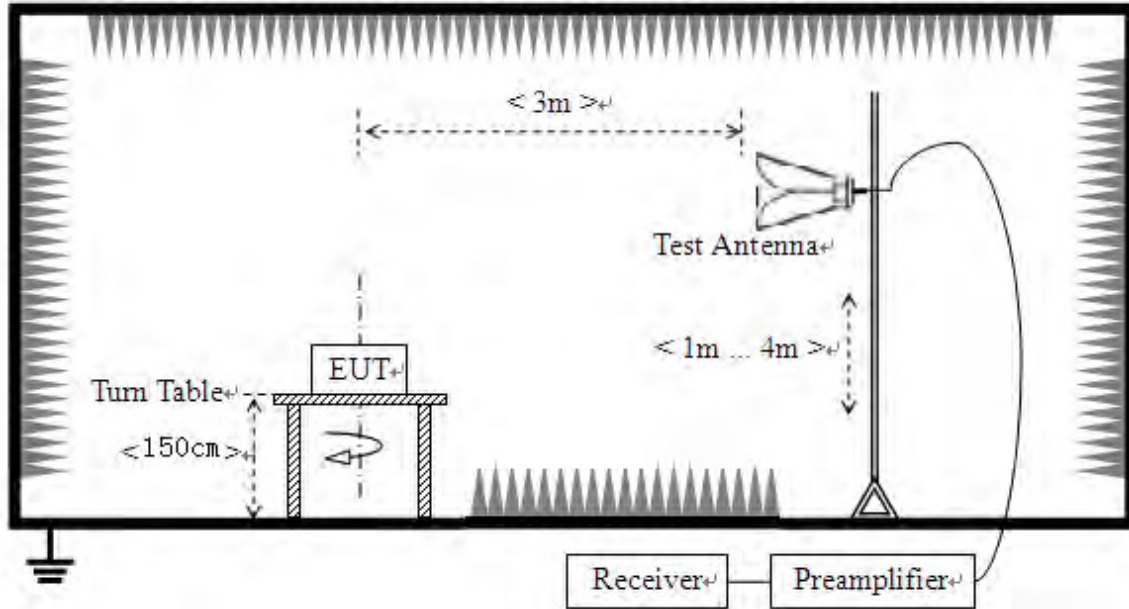 < 3m >↵
Test Antenna↵
< 1m ... 4m >↵
EUT↵
Turn Table↵
<150cm>↵
Receiver↵
Preamplifier↵